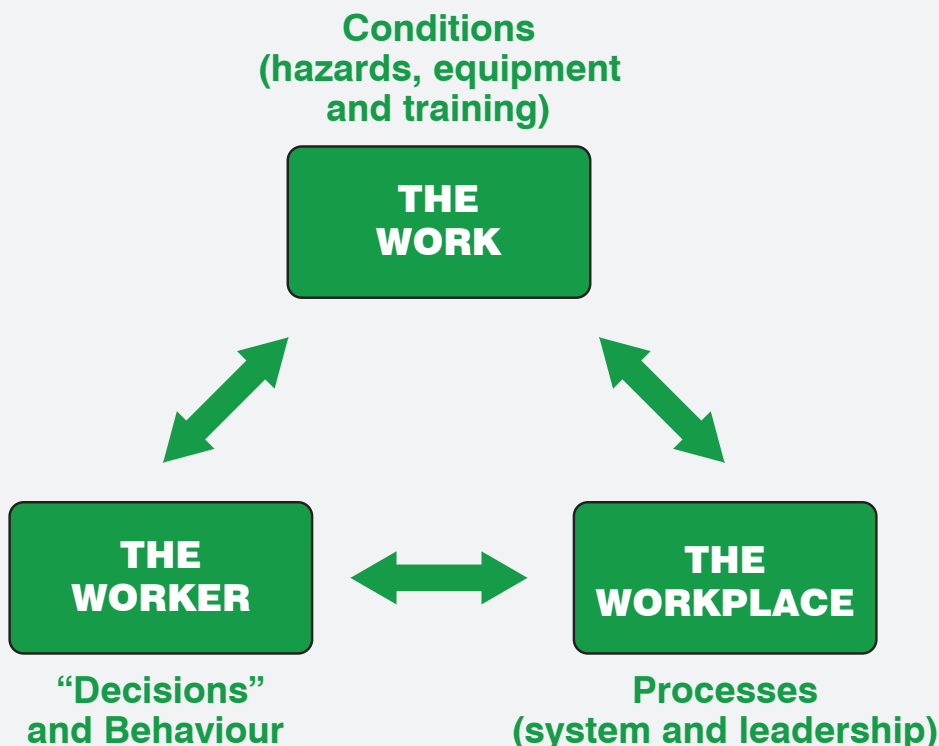 Conditions
(hazards, equipment
and training)
THE
WORK
THE
WORKER
THE
WORKPLACE
“Decisions”
and Behaviour
Processes
(system and leadership)